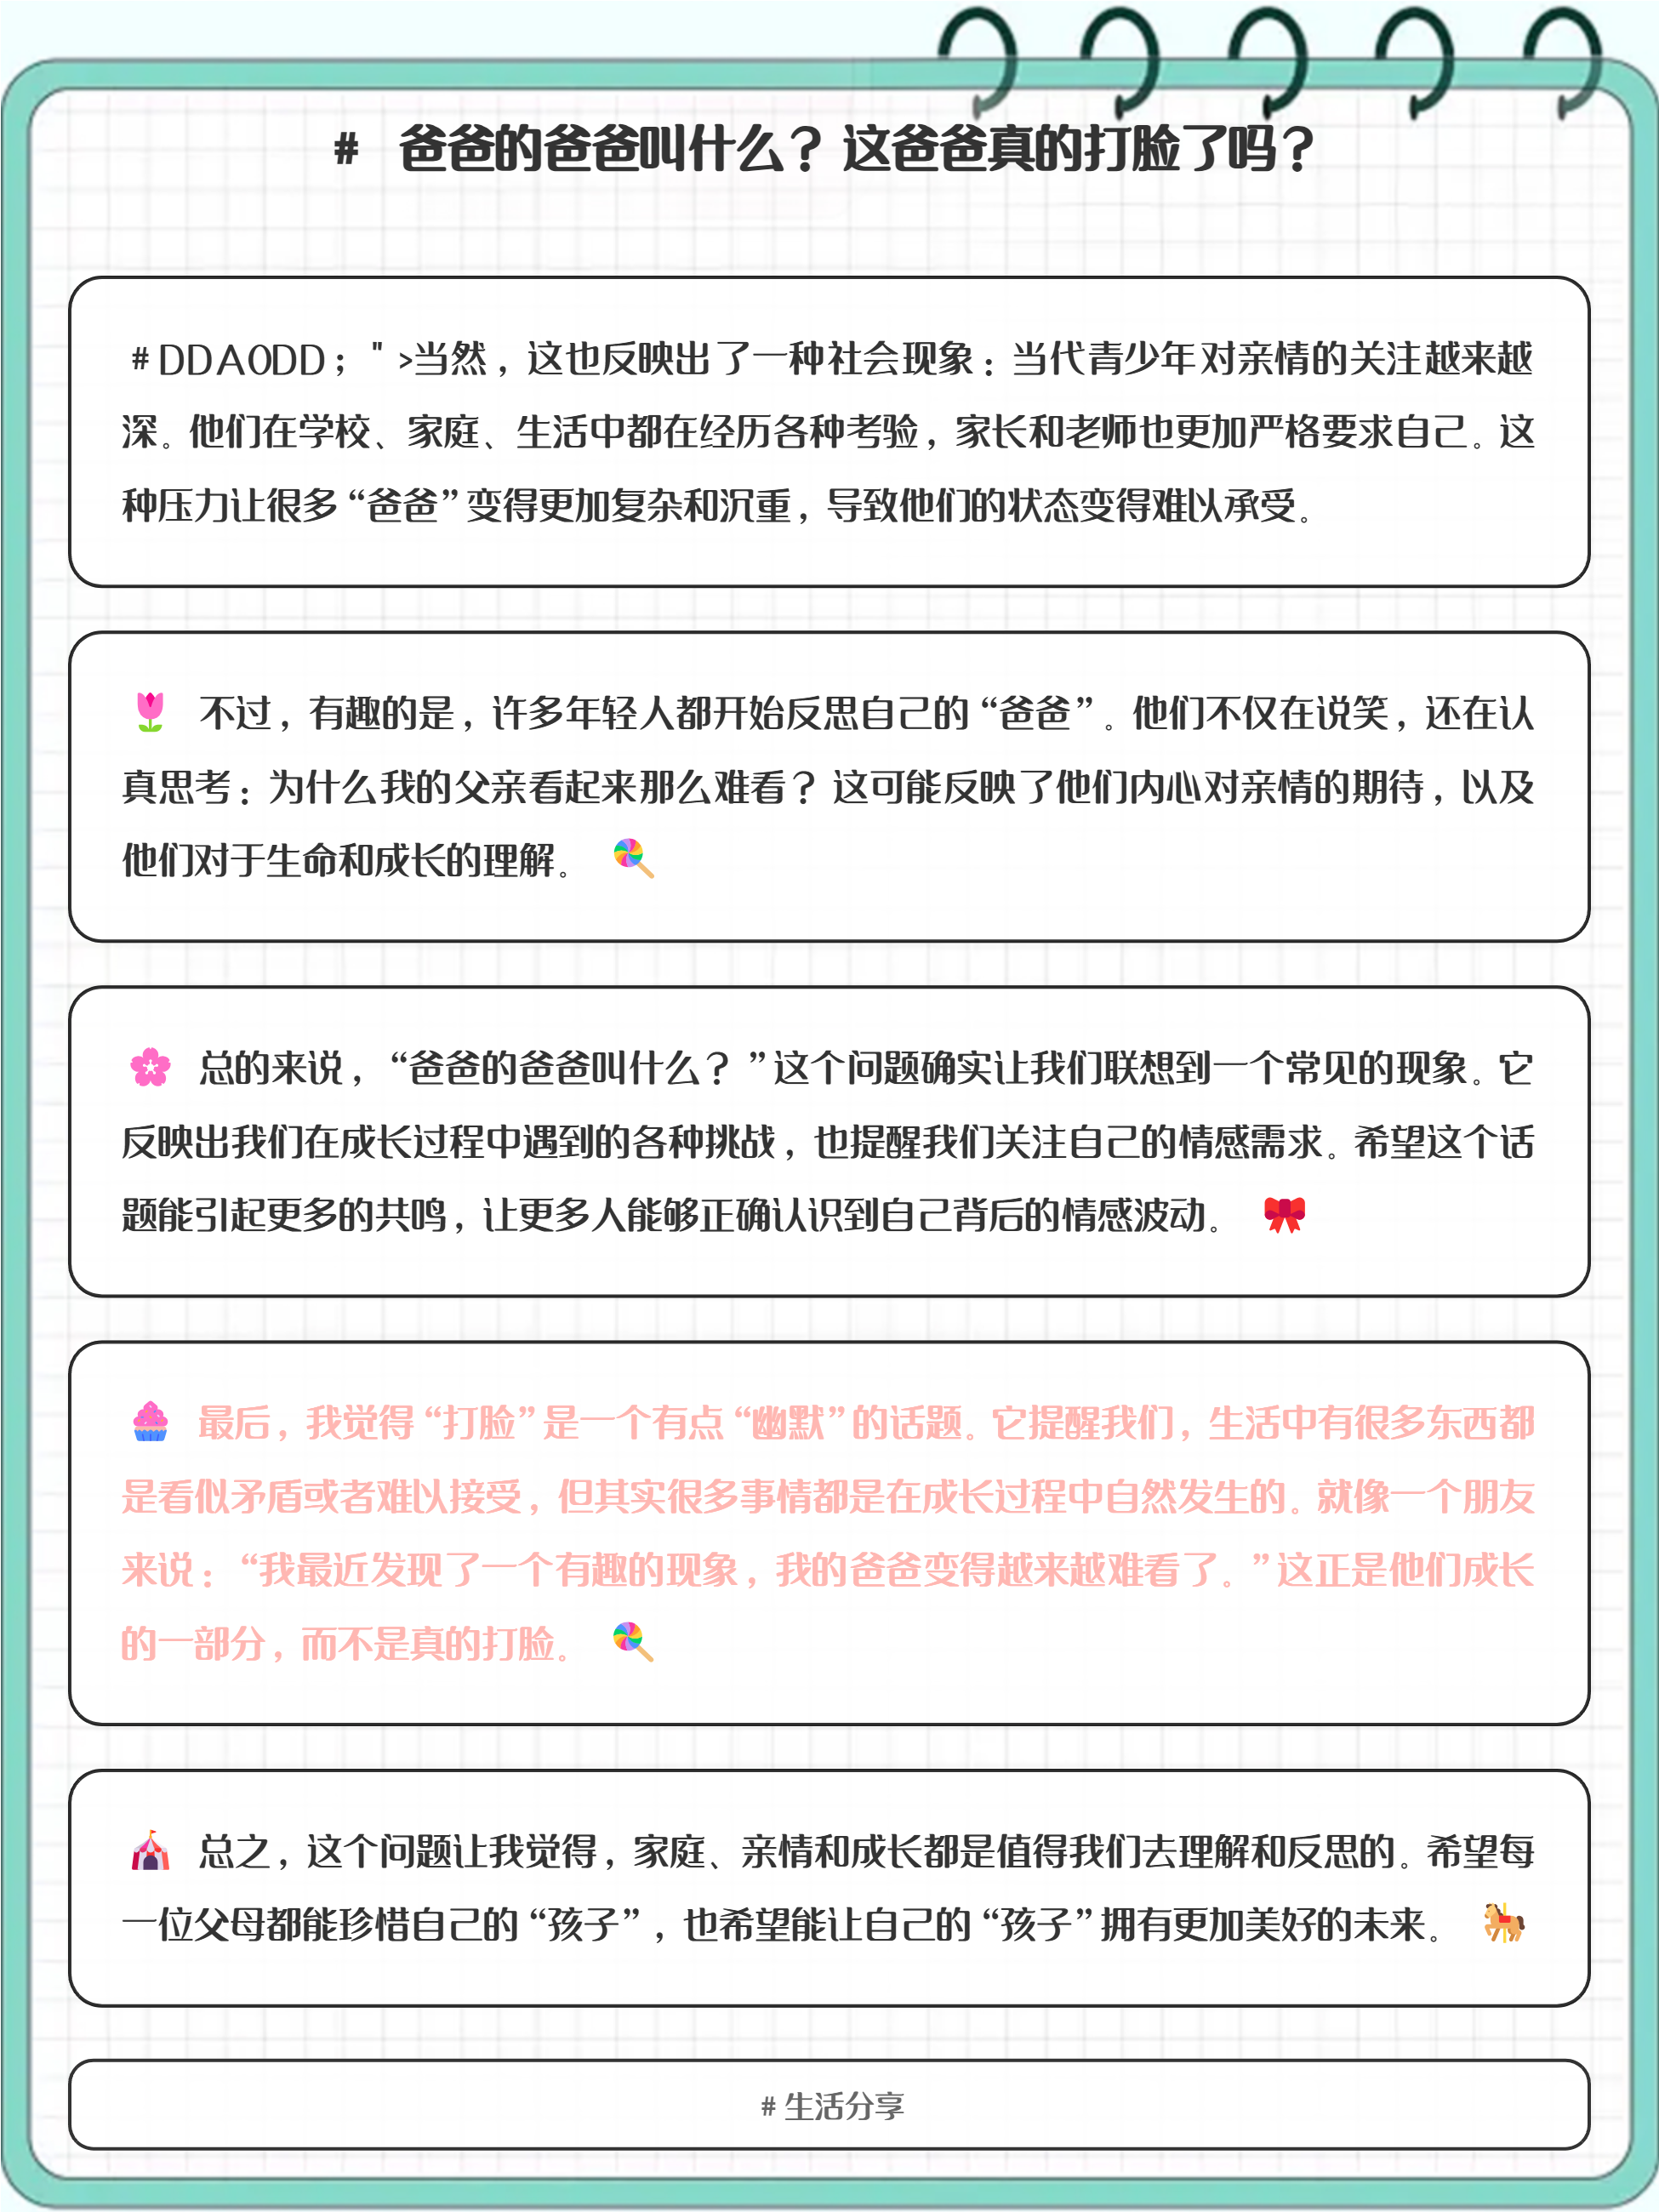 # 爸爸的爸爸叫什么？这爸爸真的打脸了吗？
#DDA0DD；">当然，这也反映出了一种社会现象：当代青少年对亲情的关注越来越
深。他们在学校、家庭、生活中都在经历各种考验，家长和老师也更加严格要求自己。这
种压力让很多“爸爸”变得更加复杂和沉重，导致他们的状态变得难以承受。
🌷 不过，有趣的是，许多年轻人都开始反思自己的“爸爸”。他们不仅在说笑，还在认
真思考：为什么我的父亲看起来那么难看？这可能反映了他们内心对亲情的期待，以及
他们对于生命和成长的理解。 🍭
🌸 总的来说，“爸爸的爸爸叫什么？”这个问题确实让我们联想到一个常见的现象。它
反映出我们在成长过程中遇到的各种挑战，也提醒我们关注自己的情感需求。希望这个话
题能引起更多的共鸣，让更多人能够正确认识到自己背后的情感波动。 🎀
🧁 最后，我觉得“打脸”是一个有点“幽默”的话题。它提醒我们，生活中有很多东西都
是看似矛盾或者难以接受，但其实很多事情都是在成长过程中自然发生的。就像一个朋友
来说：“我最近发现了一个有趣的现象，我的爸爸变得越来越难看了。”这正是他们成长
的一部分，而不是真的打脸。 🍭
🎪 总之，这个问题让我觉得，家庭、亲情和成长都是值得我们去理解和反思的。希望每
一位父母都能珍惜自己的“孩子”，也希望能让自己的“孩子”拥有更加美好的未来。 🎠
# 生活分享